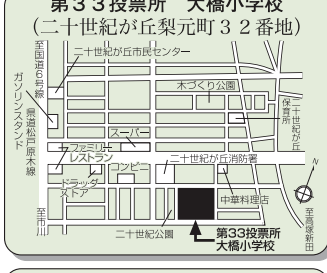 第33投票所 大橋小学校
(二十世紀が丘梨元町32番地)
至国道6号線
二十世紀が丘市民センター
ガソリンスタンド
県道松戸原木線
木づくり公園
二十世紀が丘
保育所
スーパー
ファミリー
レストラン
コンビニ
二十世紀が丘消防署
ドラッグ
ストア
中華料理店
N
至市川
二十世紀公園
第33投票所
大橋小学校
至高塚新田